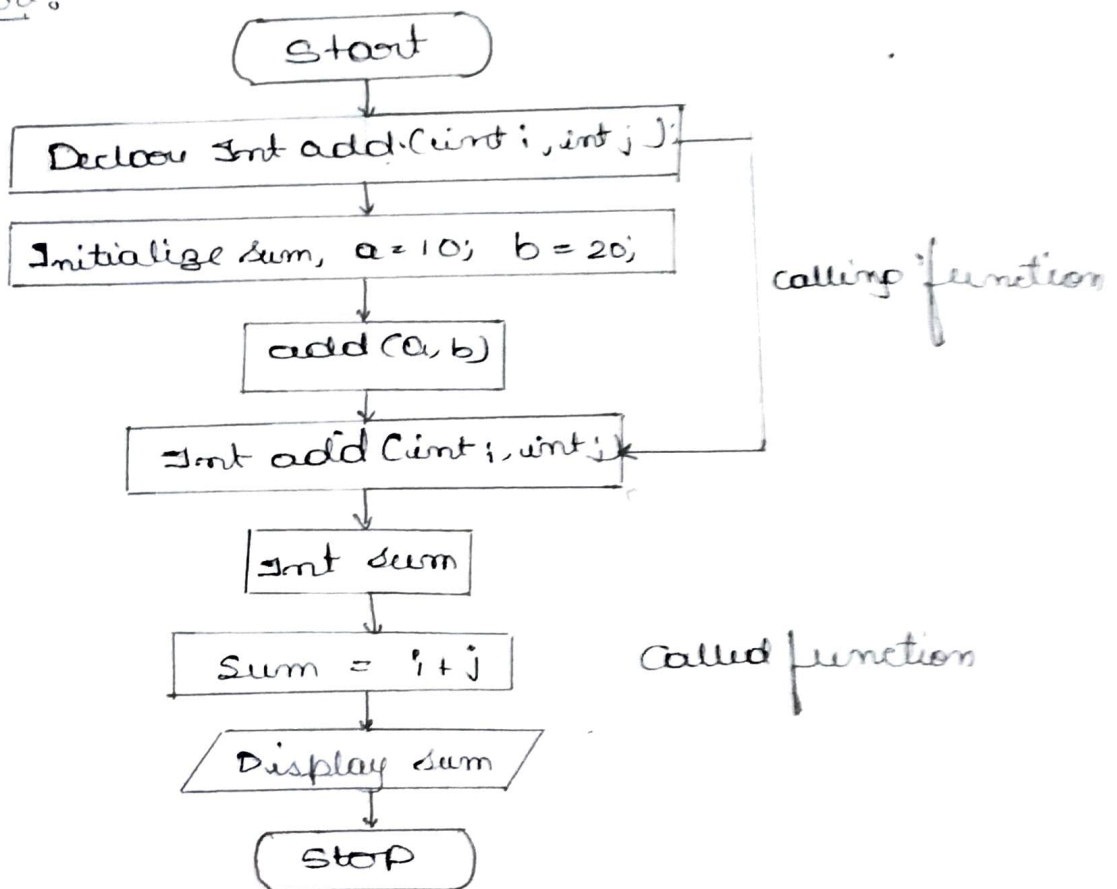 Start
Declare Int add (int i, int j);
Initialize sum, a = 10; b = 20;
calling function
add (a, b)
Int add (int i, int j)
Int sum
Sum = i + j
Called function
Display sum
Stop